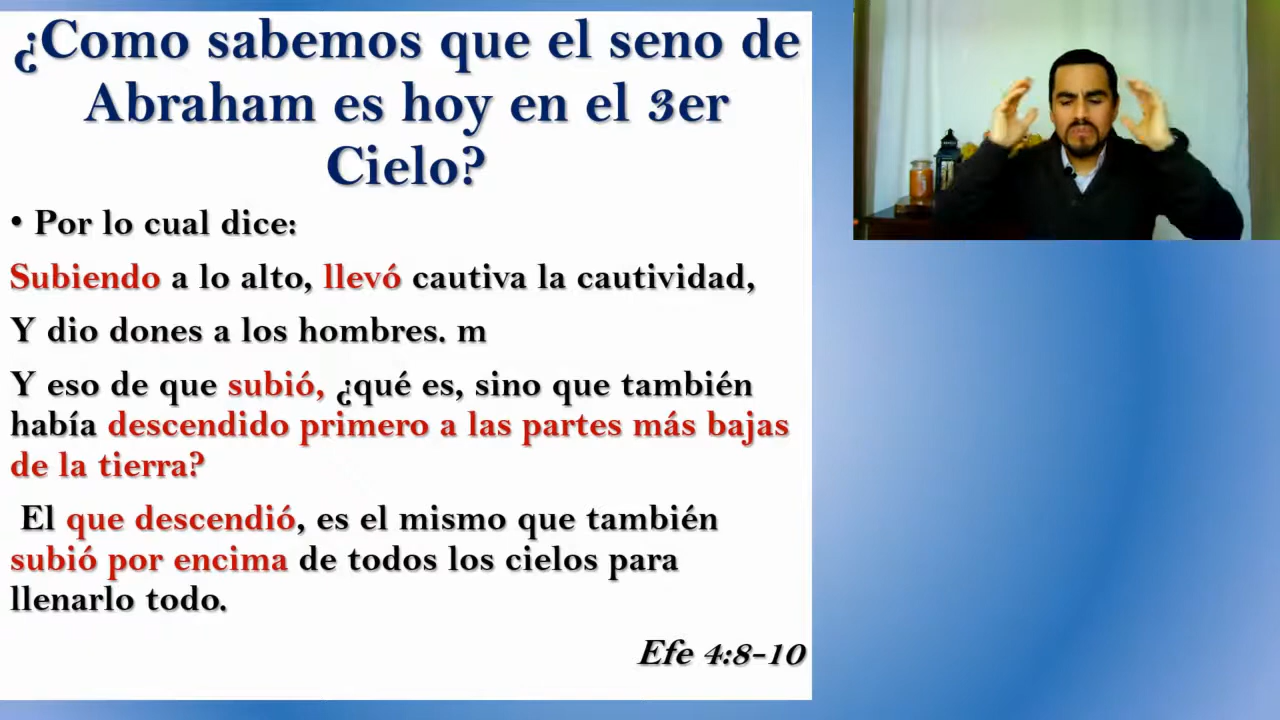 ¿Como sabemos que el seno de
Abraham es hoy en el 3er
Cielo?
• Por lo cual dice:
Subiendo a lo alto, llevó cautiva la cautividad,
Y dio dones a los hombres. m
Y eso de que subió, ¿qué es, sino que también
había descendido primero a las partes más bajas
de la tierra?
El que descendió, es el mismo que también
subió por encima de todos los cielos para
llenarlo todo.
Efe 4:8-10